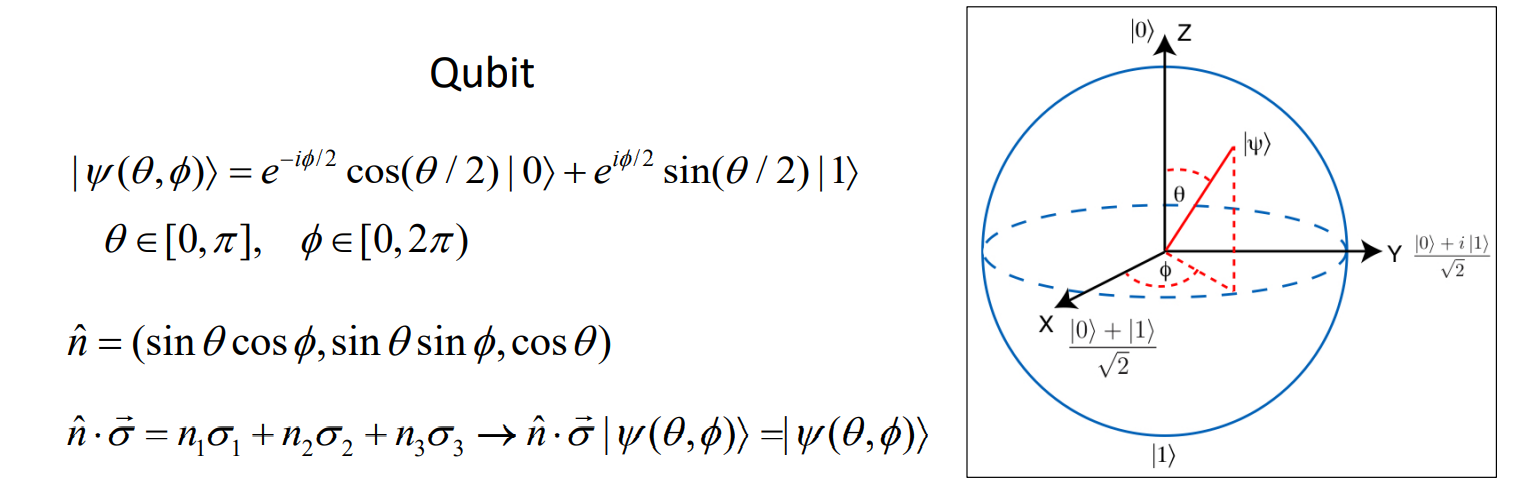 Qubit
|ψ(θ,ϕ)⟩ = e^{-iϕ/2} cos(θ / 2) | 0⟩ + e^{iϕ/2} sin(θ / 2) | 1⟩
θ ∈ [0, π], ϕ ∈ [0, 2π)
n̂ = (sin θ cos ϕ, sin θ sin ϕ, cos θ)
n̂ · σ⃗ = n₁σ₁ + n₂σ₂ + n₃σ₃ → n̂ · σ⃗ | ψ(θ,ϕ)⟩ =| ψ(θ,ϕ)⟩
|0⟩ Z
|ψ⟩
θ
ϕ
Y (|0⟩ + i |1⟩)/√2
X (|0⟩ + |1⟩)/√2
|1⟩